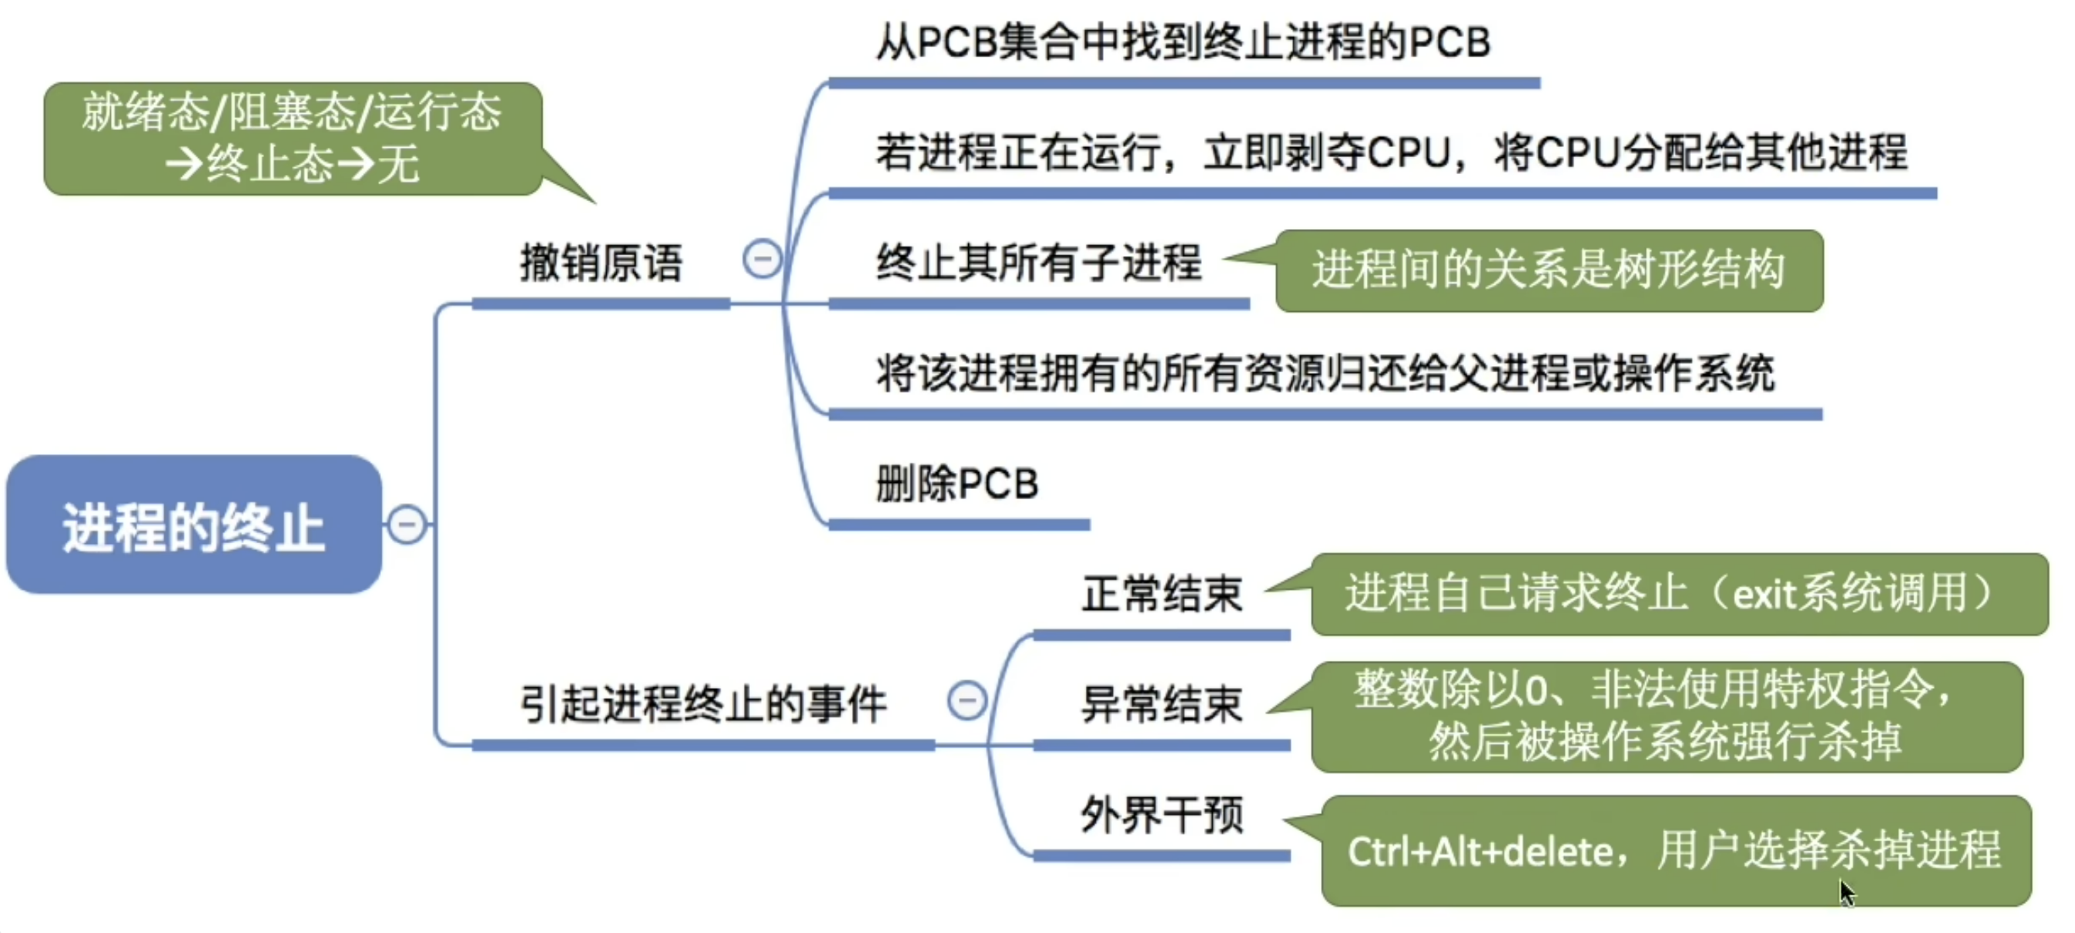 从PCB集合中找到终止进程的PCB
就绪态/阻塞态/运行态
→终止态→无
若进程正在运行，立即剥夺CPU，将CPU分配给其他进程
撤销原语
终止其所有子进程
进程间的关系是树形结构
将该进程拥有的所有资源归还给父进程或操作系统
删除PCB
进程的终止
正常结束
进程自己请求终止（exit系统调用）
引起进程终止的事件
异常结束
整数除以0、非法使用特权指令，
然后被操作系统强行杀掉
外界干预
Ctrl+Alt+delete，用户选择杀掉进程